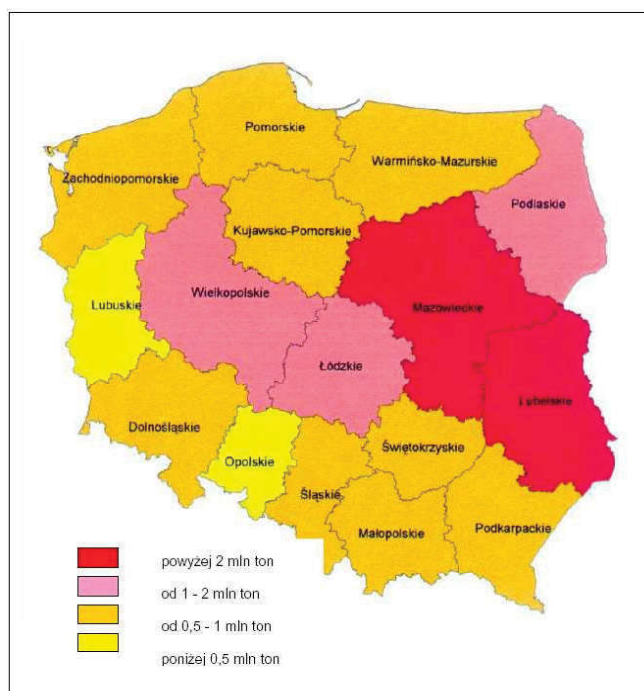 Pomorskie
Warmińsko-Mazurskie
Zachodniopomorskie
Podlaskie
Kujawsko-Pomorskie
Wielkopolskie
Mazowieckie
Lubuskie
Łódzkie
Lubelskie
Dolnośląskie
Świętokrzyskie
Opolskie
Śląskie
Małopolskie
Podkarpackie
powyżej 2 mln ton
od 1 - 2 mln ton
od 0,5 - 1 mln ton
poniżej 0,5 mln ton